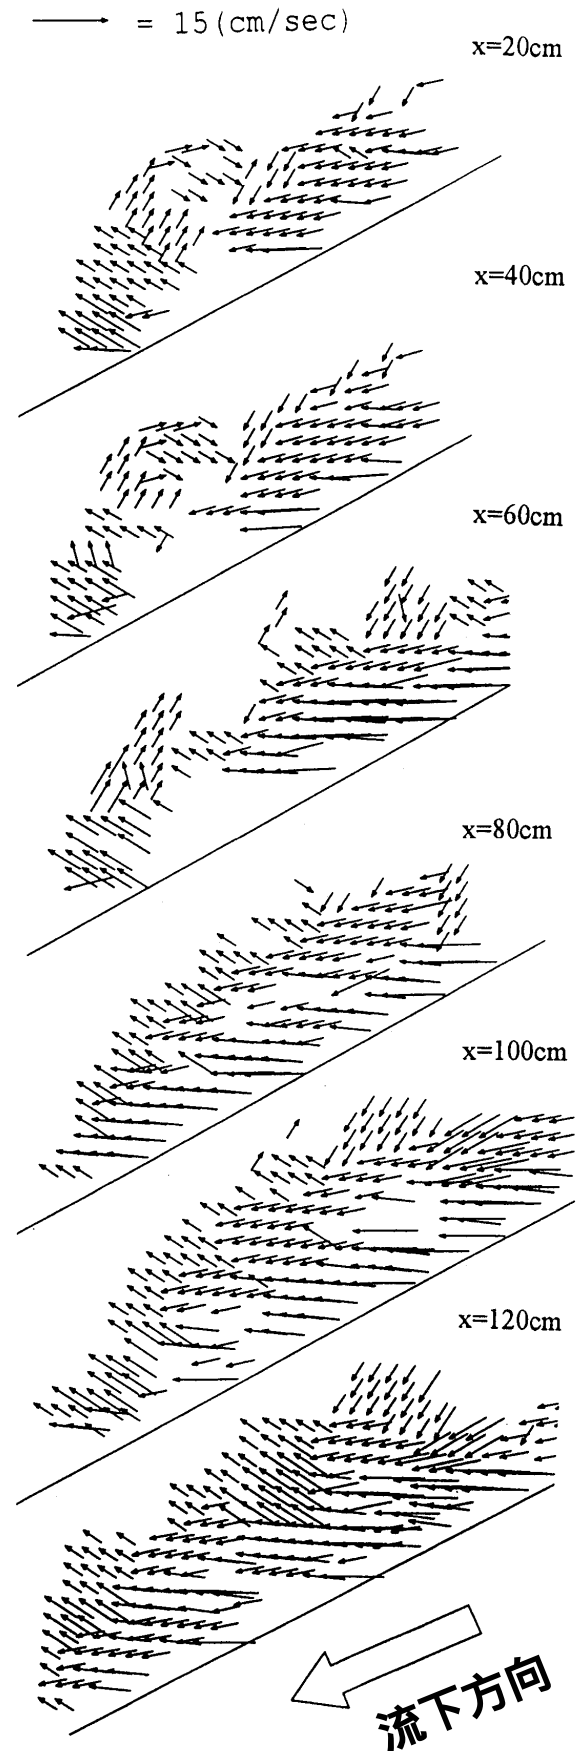 = 15(cm/sec)
x=20cm
x=40cm
x=60cm
x=80cm
x=100cm
x=120cm
流下方向